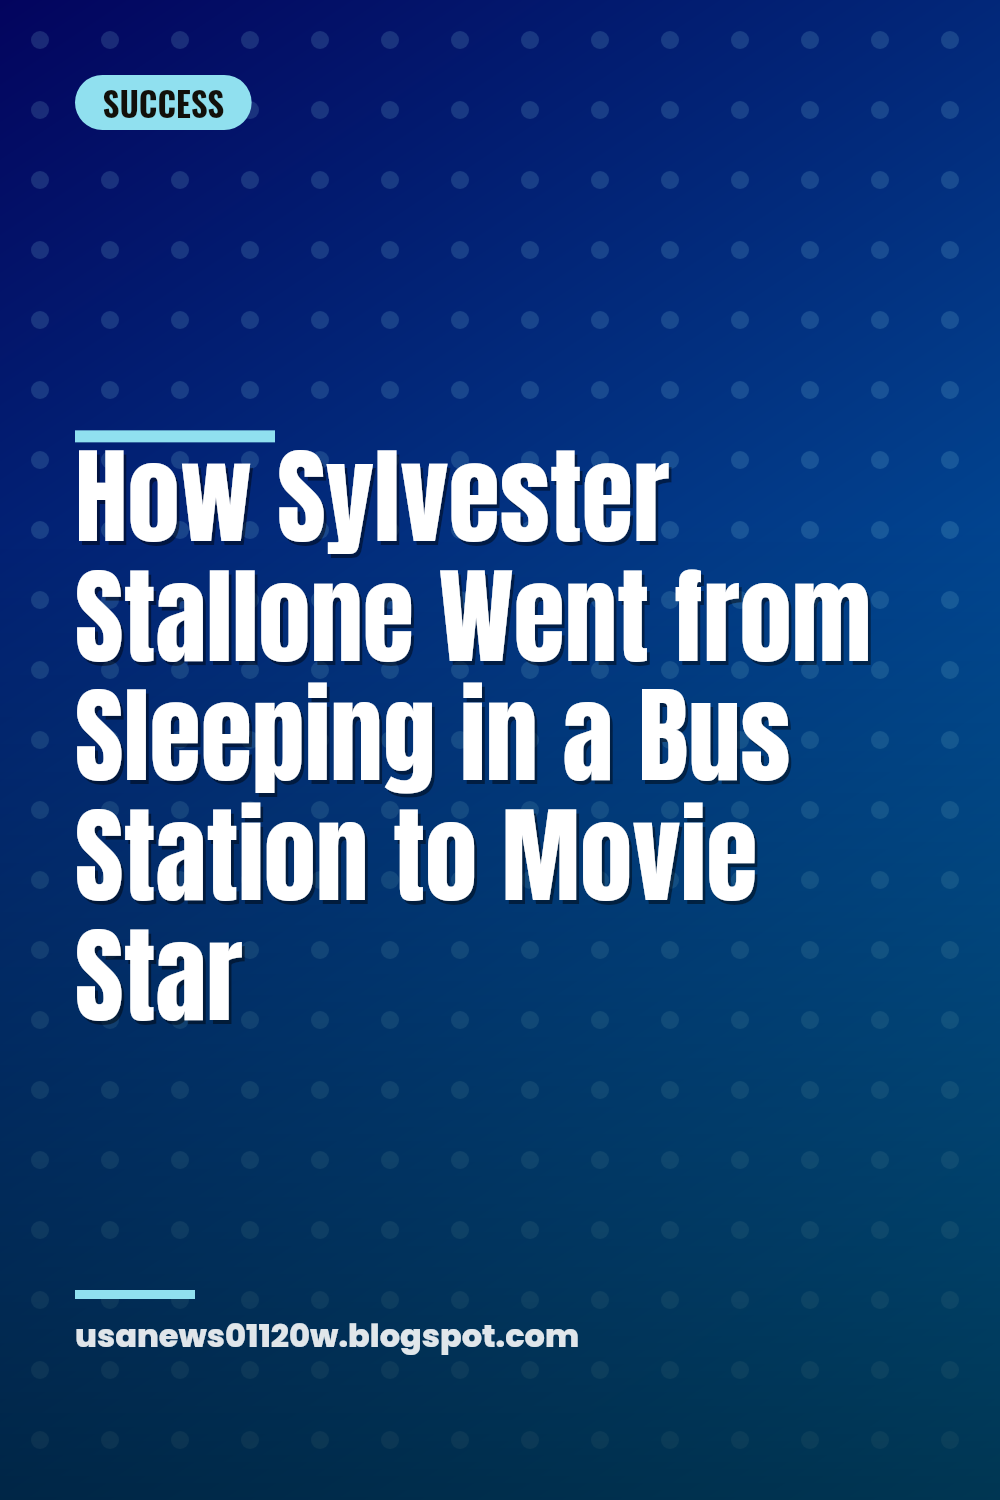 SUCCESS
How Sylvester
Stallone Went from
Sleeping in a Bus
Station to Movie
Star
usanews01120w.blogspot.com